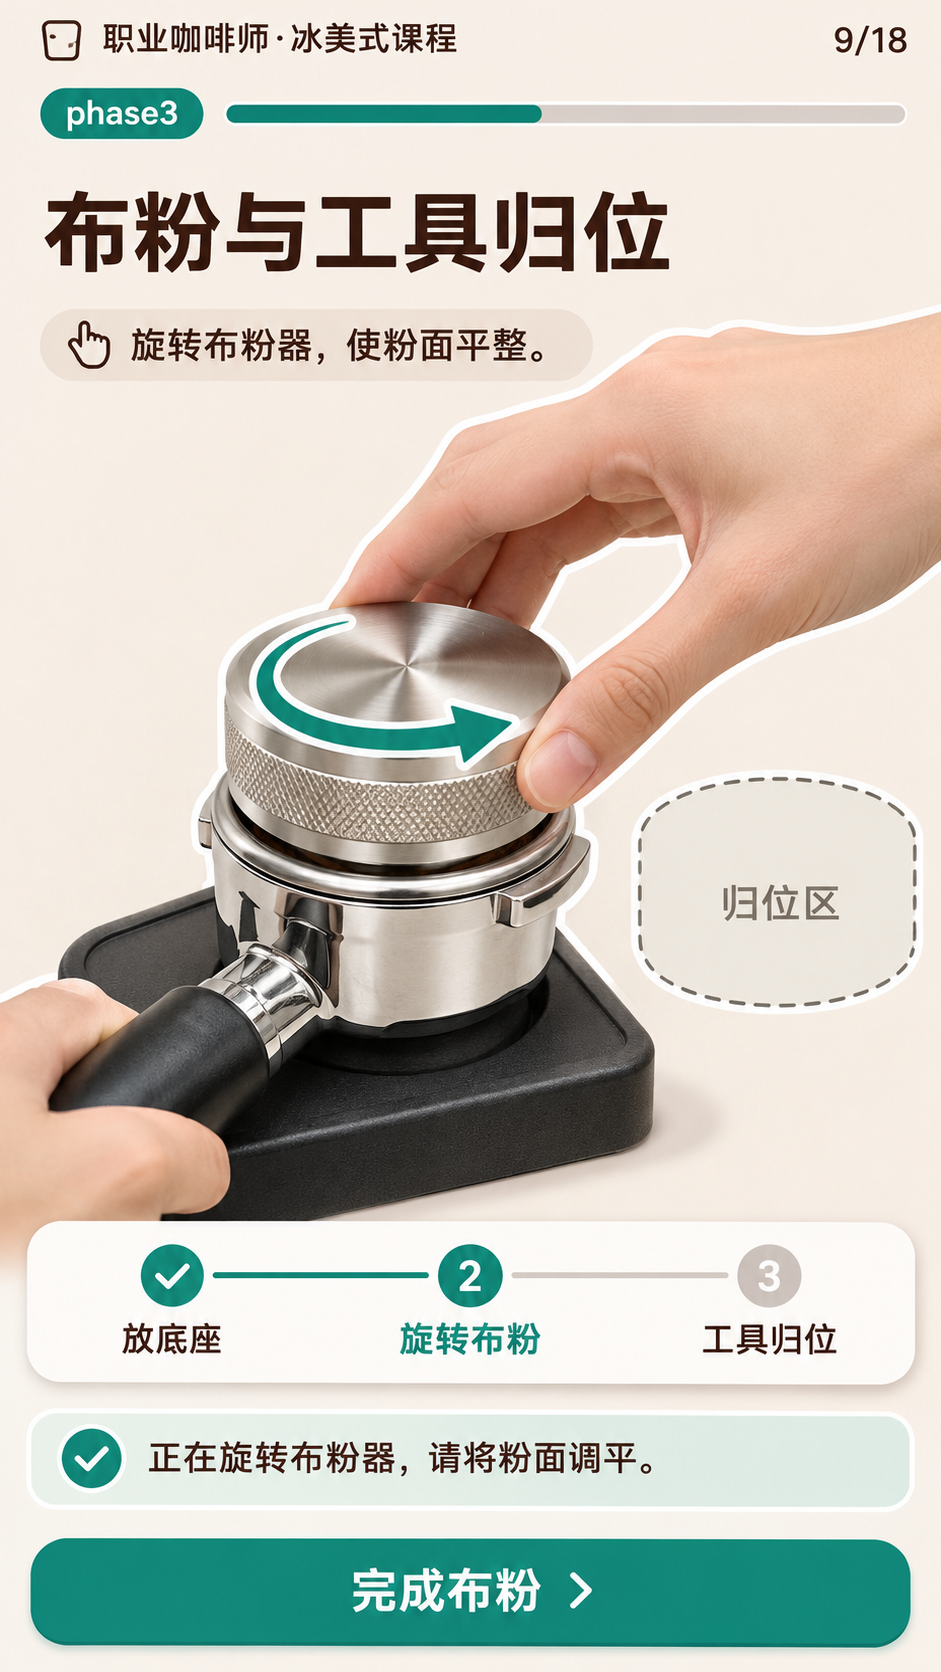 职业咖啡师·冰美式课程
9/18
phase3
布粉与工具归位
旋转布粉器，使粉面平整。
归位区
2
3
放底座
旋转布粉
工具归位
正在旋转布粉器，请将粉面调平。
完成布粉 >